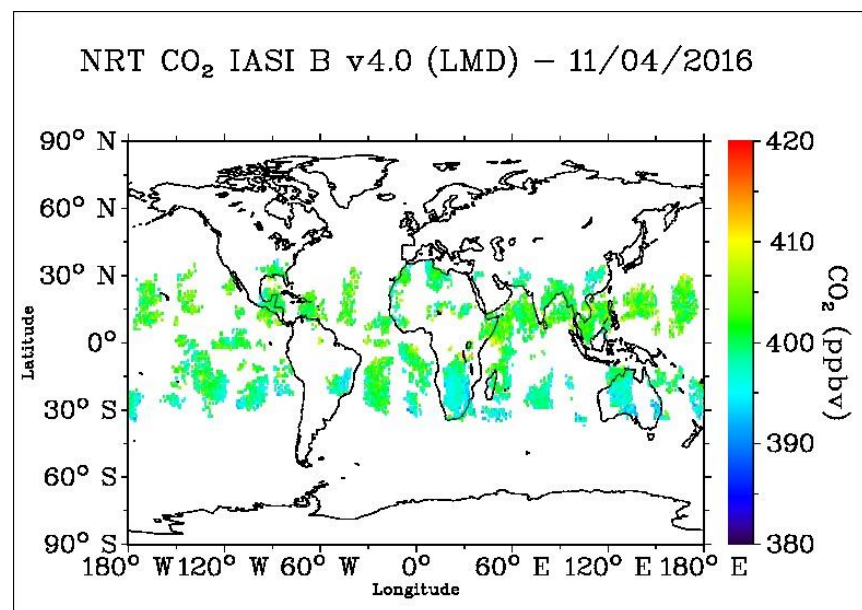 NRT CO₂ IASI B v4.0 (LMD) – 11/04/2016
90° N
60° N
30° N
0°
30° S
60° S
90° S
Latitude
180° W 120° W 60° W 0° 60° E 120° E 180° E
Longitude
420
410
400
390
380
CO₂ (ppbv)